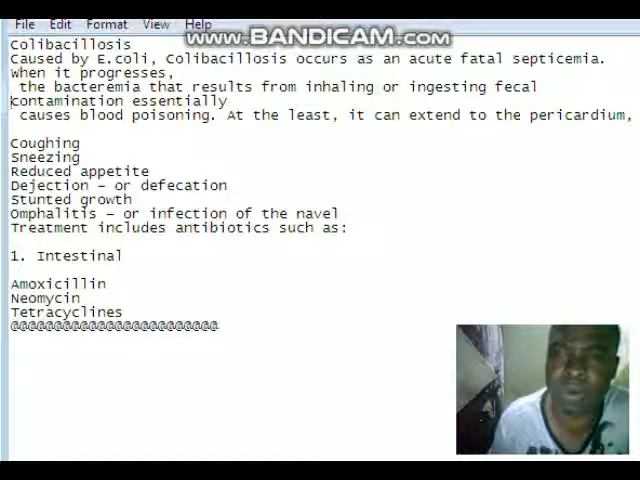 File Edit Format View Help
www.BANDICAM.com
Colibacillosis
Caused by E.coli, Colibacillosis occurs as an acute fatal septicemia.
When it progresses,
the bacteremia that results from inhaling or ingesting fecal
contamination essentially
causes blood poisoning. At the least, it can extend to the pericardium,
Coughing
Sneezing
Reduced appetite
Dejection – or defecation
Stunted growth
Omphalitis – or infection of the navel
Treatment includes antibiotics such as:
1. Intestinal
Amoxicillin
Neomycin
Tetracyclines
@@@@@@@@@@@@@@@@@@@@@@@@